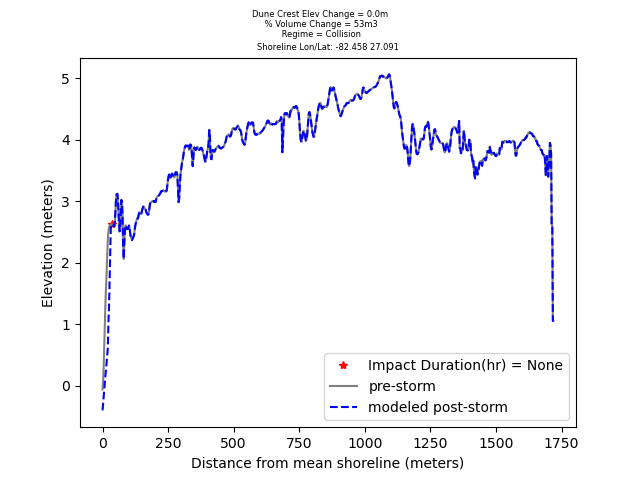 Dune Crest Elev Change = 0.0m
% Volume Change = 53m3
Regime = Collision
Shoreline Lon/Lat: -82.458 27.091
5
4
3
2
1
0
Elevation (meters)
Impact Duration(hr) = None
pre-storm
modeled post-storm
0
250
500
750
1000
1250
1500
1750
Distance from mean shoreline (meters)